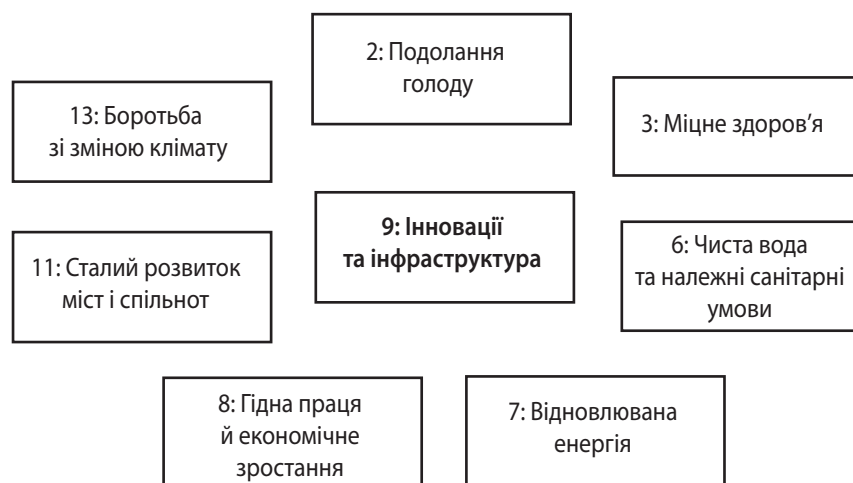 2: Подолання
голоду
13: Боротьба
зі зміною клімату
3: Міцне здоров'я
9: Інновації
та інфраструктура
11: Сталий розвиток
міст і спільнот
6: Чиста вода
та належні санітарні
умови
8: Гідна праця
й економічне
зростання
7: Відновлювана
енергія